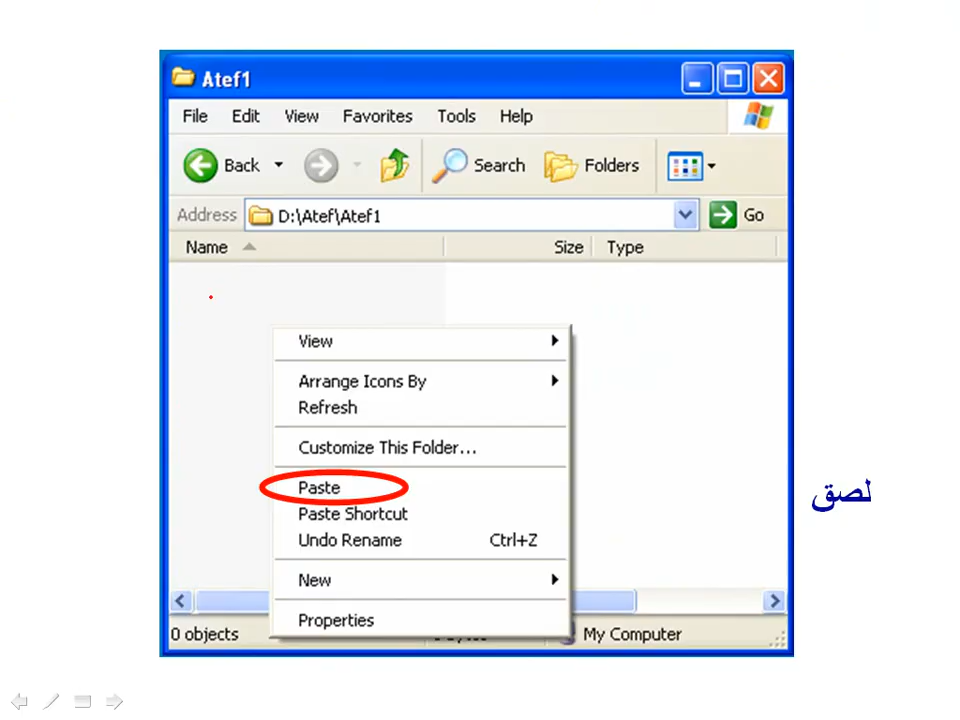 Atef1
File Edit View Favorites Tools Help
Back Search Folders
Address D:\Atef\Atef1 Go
Name Size Type
View
Arrange Icons By
Refresh
Customize This Folder...
Paste
لصق
Paste Shortcut
Undo Rename Ctrl+Z
New
Properties
0 objects My Computer